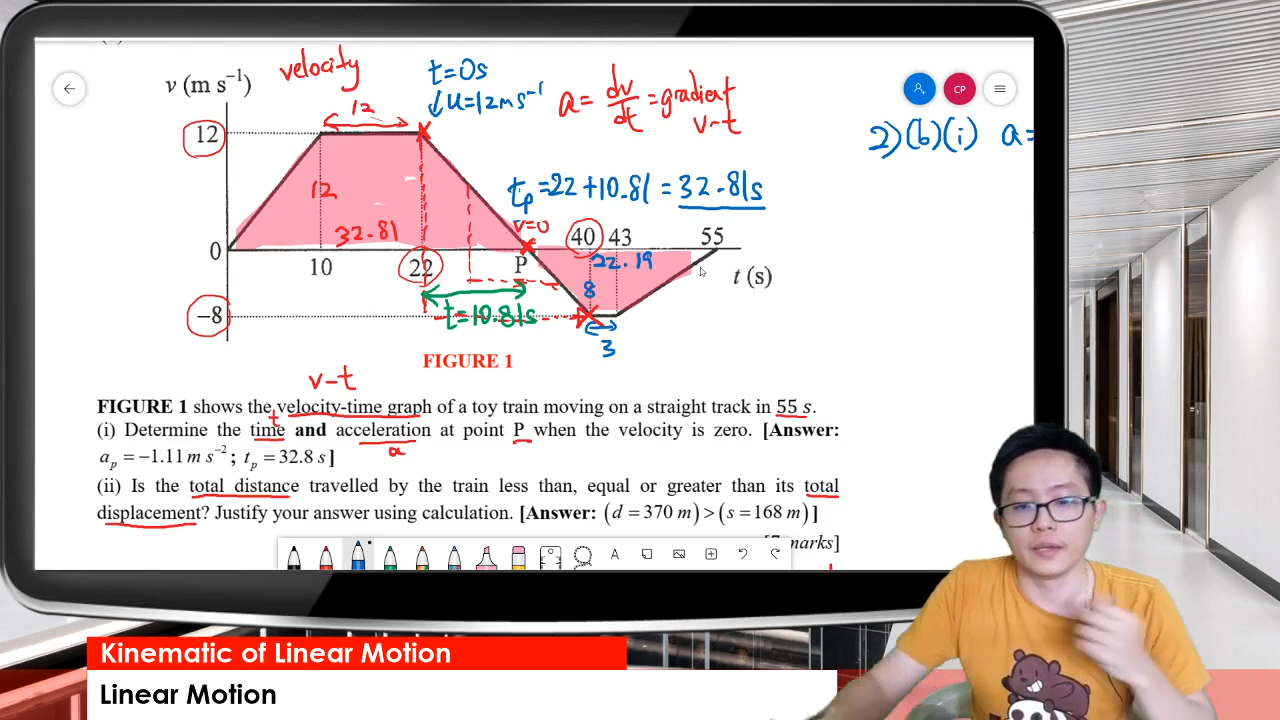 v (m s⁻¹)
velocity
t=0s
u=12ms⁻¹
a = dv/dt = gradient
v-t
CP
2)(b)(i) a=
12
12
12
tp=22+10.81=32.81s
32.81
v=0
0
10
22
P
40
43
55
t (s)
22.19
8
t=10.81s
-8
3
FIGURE 1
v-t
FIGURE 1 shows the velocity-time graph of a toy train moving on a straight track in 55 s.
t
(i) Determine the time and acceleration at point P when the velocity is zero. [Answer:
a
aₚ = −1.11 m s⁻² ; tₚ = 32.8 s ]
(ii) Is the total distance travelled by the train less than, equal or greater than its total
displacement? Justify your answer using calculation. [Answer: (d = 370 m) > (s = 168 m) ]
marks]
A
Kinematic of Linear Motion
Linear Motion